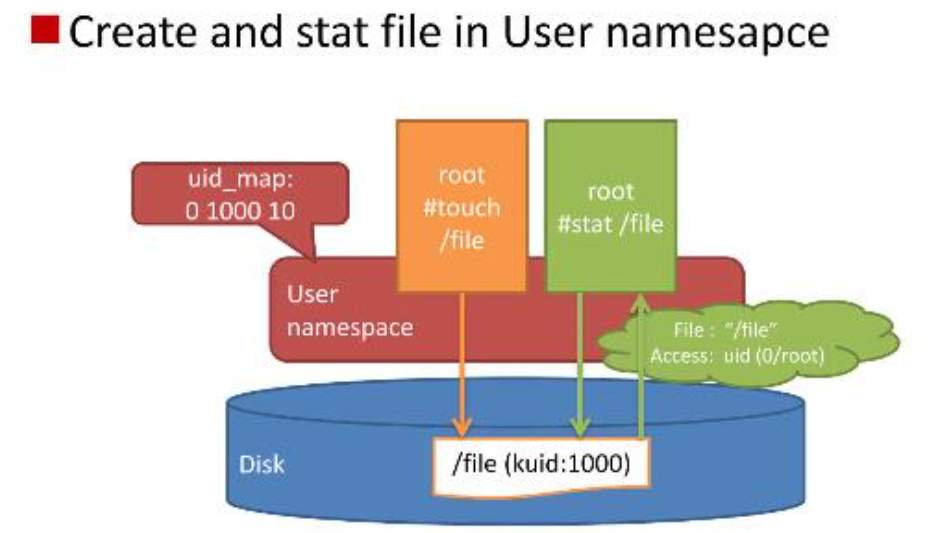 Create and stat file in User namesapce
uid_map:
0 1000 10
root
#touch
/file
root
#stat /file
User
namespace
File : "/file"
Access: uid (0/root)
Disk
/file (kuid:1000)